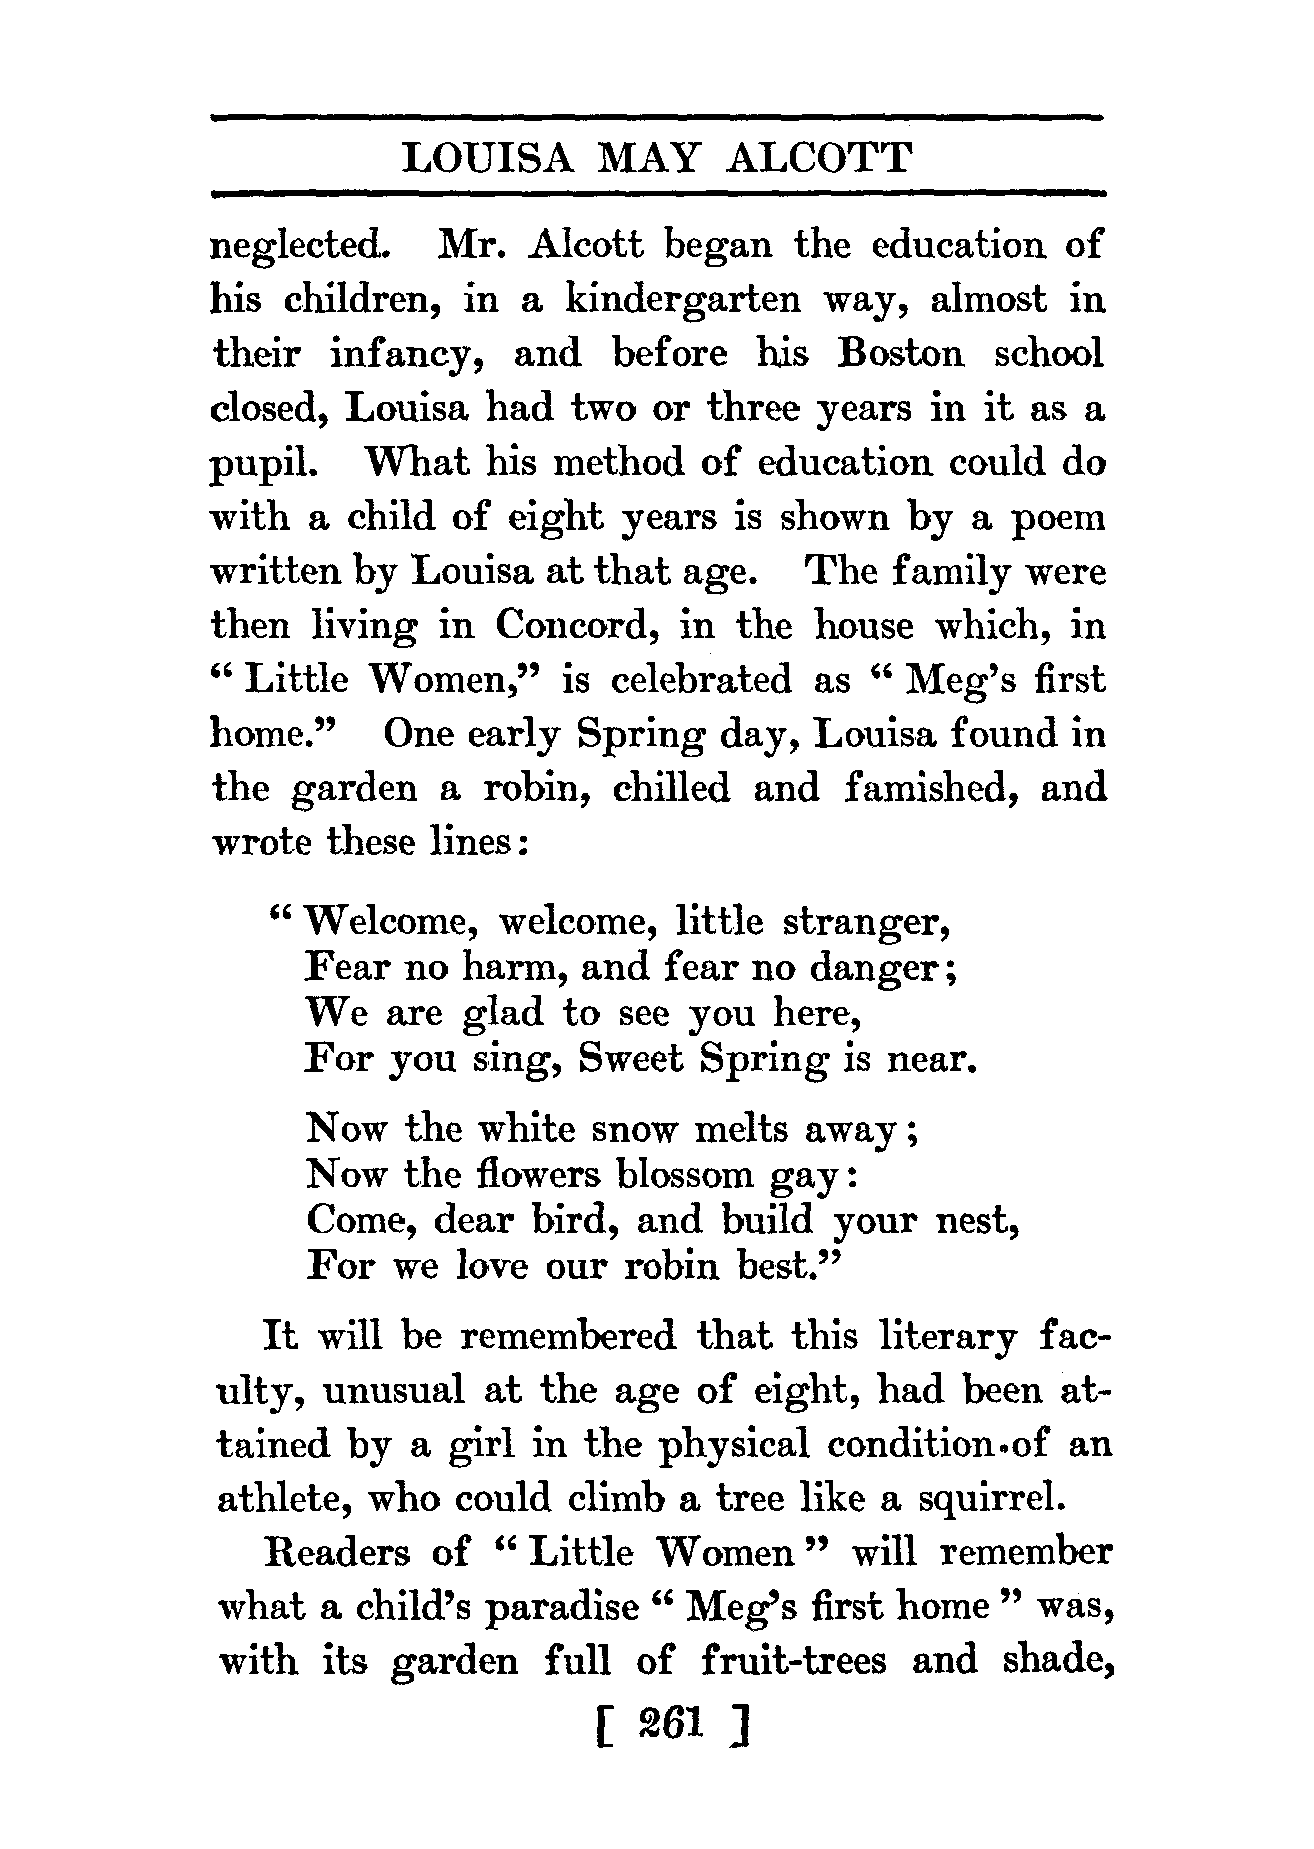 LOUISA MAY ALCOTT
neglected. Mr. Alcott began the education of
his children, in a kindergarten way, almost in
their infancy, and before his Boston school
closed, Louisa had two or three years in it as a
pupil. What his method of education could do
with a child of eight years is shown by a poem
written by Louisa at that age. The family were
then living in Concord, in the house which, in
“ Little Women,” is celebrated as “ Meg’s first
home.” One early Spring day, Louisa found in
the garden a robin, chilled and famished, and
wrote these lines:
“ Welcome, welcome, little stranger,
Fear no harm, and fear no danger;
We are glad to see you here,
For you sing, Sweet Spring is near.
Now the white snow melts away;
Now the flowers blossom gay:
Come, dear bird, and build your nest,
For we love our robin best.”
It will be remembered that this literary fac-
ulty, unusual at the age of eight, had been at-
tained by a girl in the physical condition of an
athlete, who could climb a tree like a squirrel.
Readers of “ Little Women ” will remember
what a child’s paradise “ Meg’s first home ” was,
with its garden full of fruit-trees and shade,
[ 261 ]